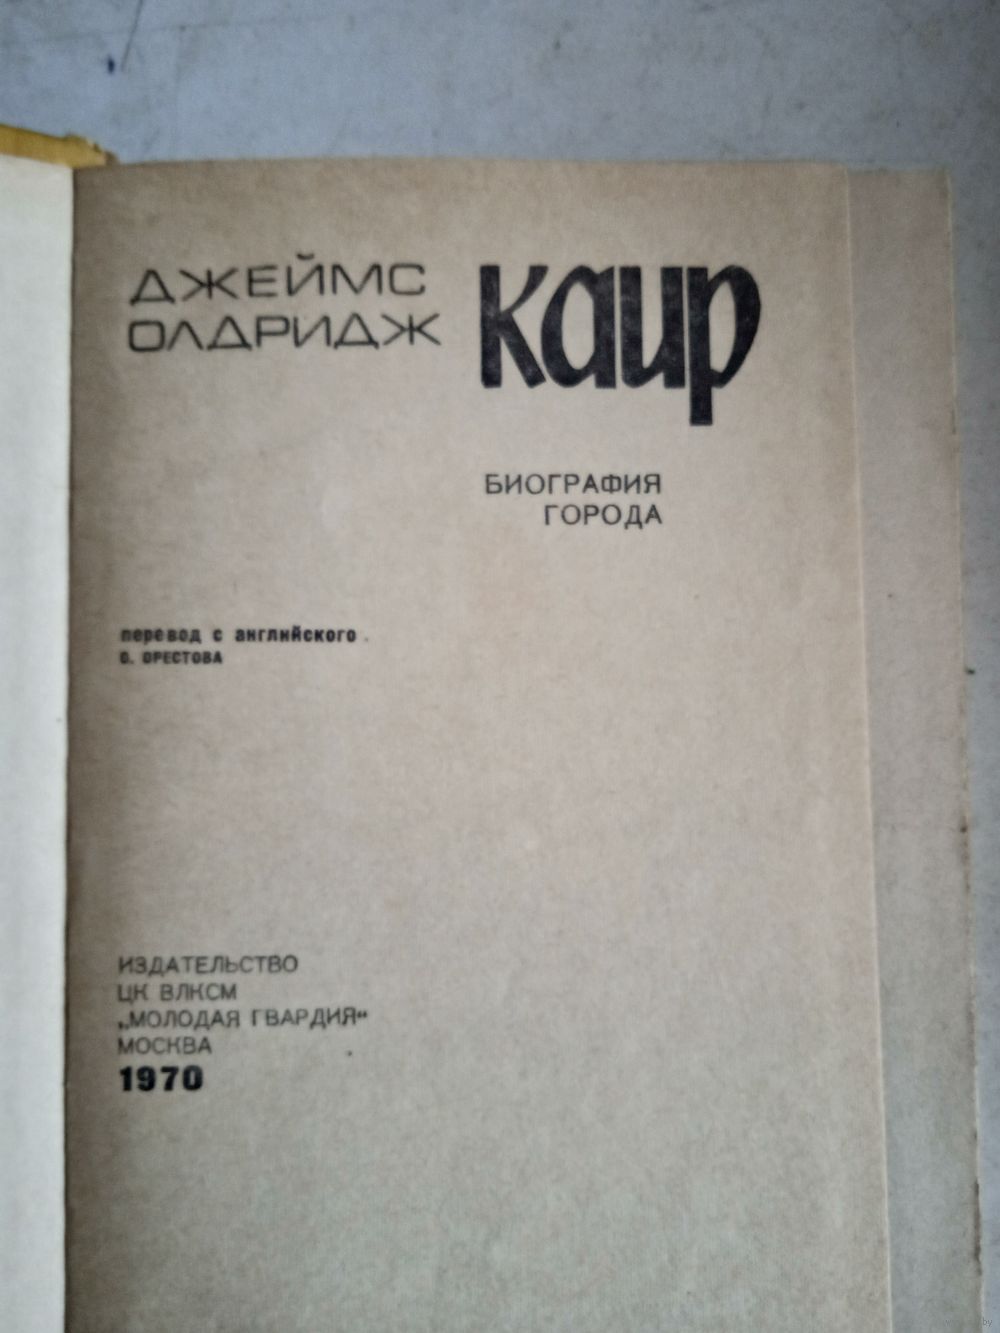 ДЖЕЙМС
ОЛДРИДЖ
Каир
БИОГРАФИЯ
ГОРОДА
перевод с английского
О. ОРЕСТОВА
ИЗДАТЕЛЬСТВО
ЦК ВЛКСМ
„МОЛОДАЯ ГВАРДИЯ“
МОСКВА
1970